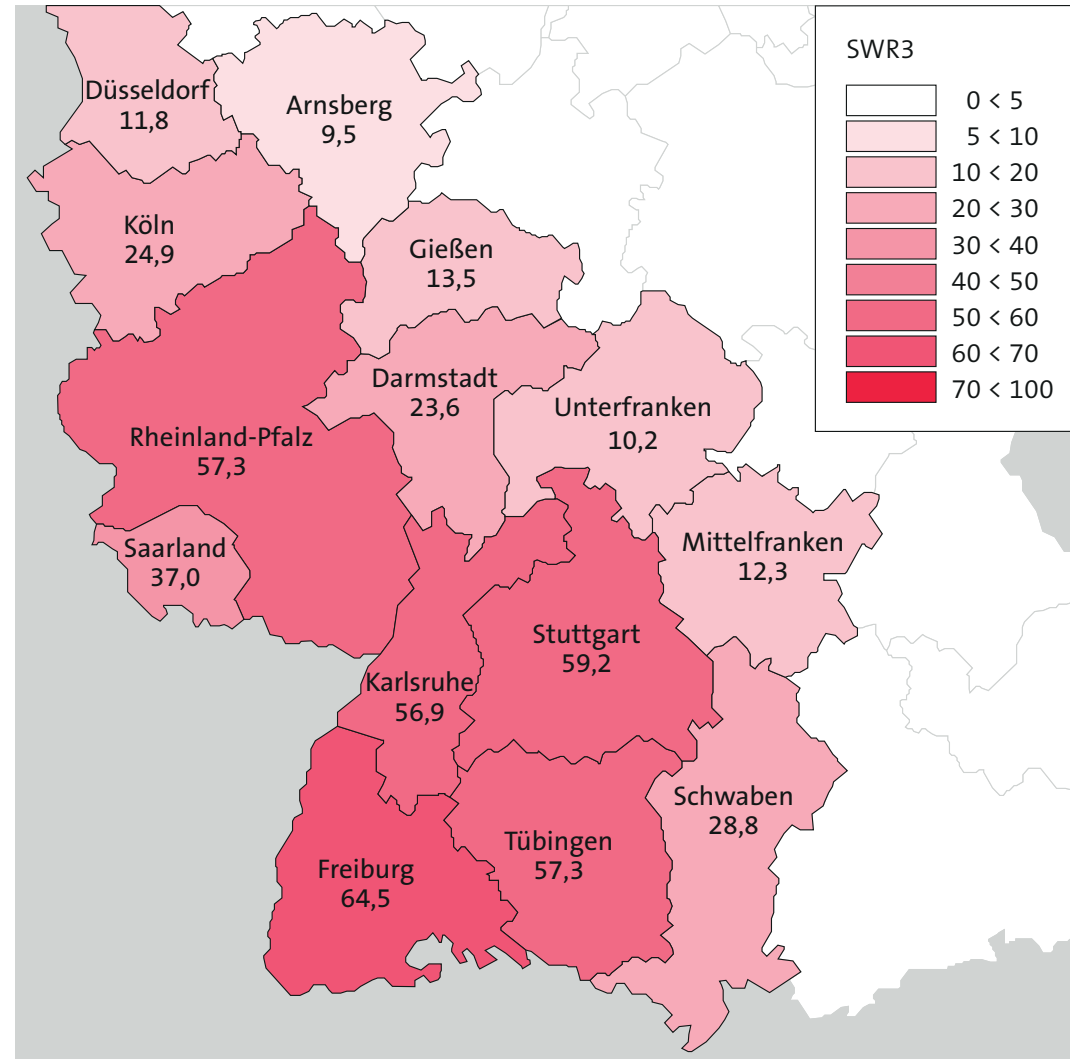 SWR3
0 < 5
5 < 10
10 < 20
20 < 30
30 < 40
40 < 50
50 < 60
60 < 70
70 < 100
Düsseldorf
11,8
Arnsberg
9,5
Köln
24,9
Gießen
13,5
Darmstadt
23,6
Unterfranken
10,2
Rheinland-Pfalz
57,3
Saarland
37,0
Mittelfranken
12,3
Stuttgart
59,2
Karlsruhe
56,9
Schwaben
28,8
Tübingen
57,3
Freiburg
64,5